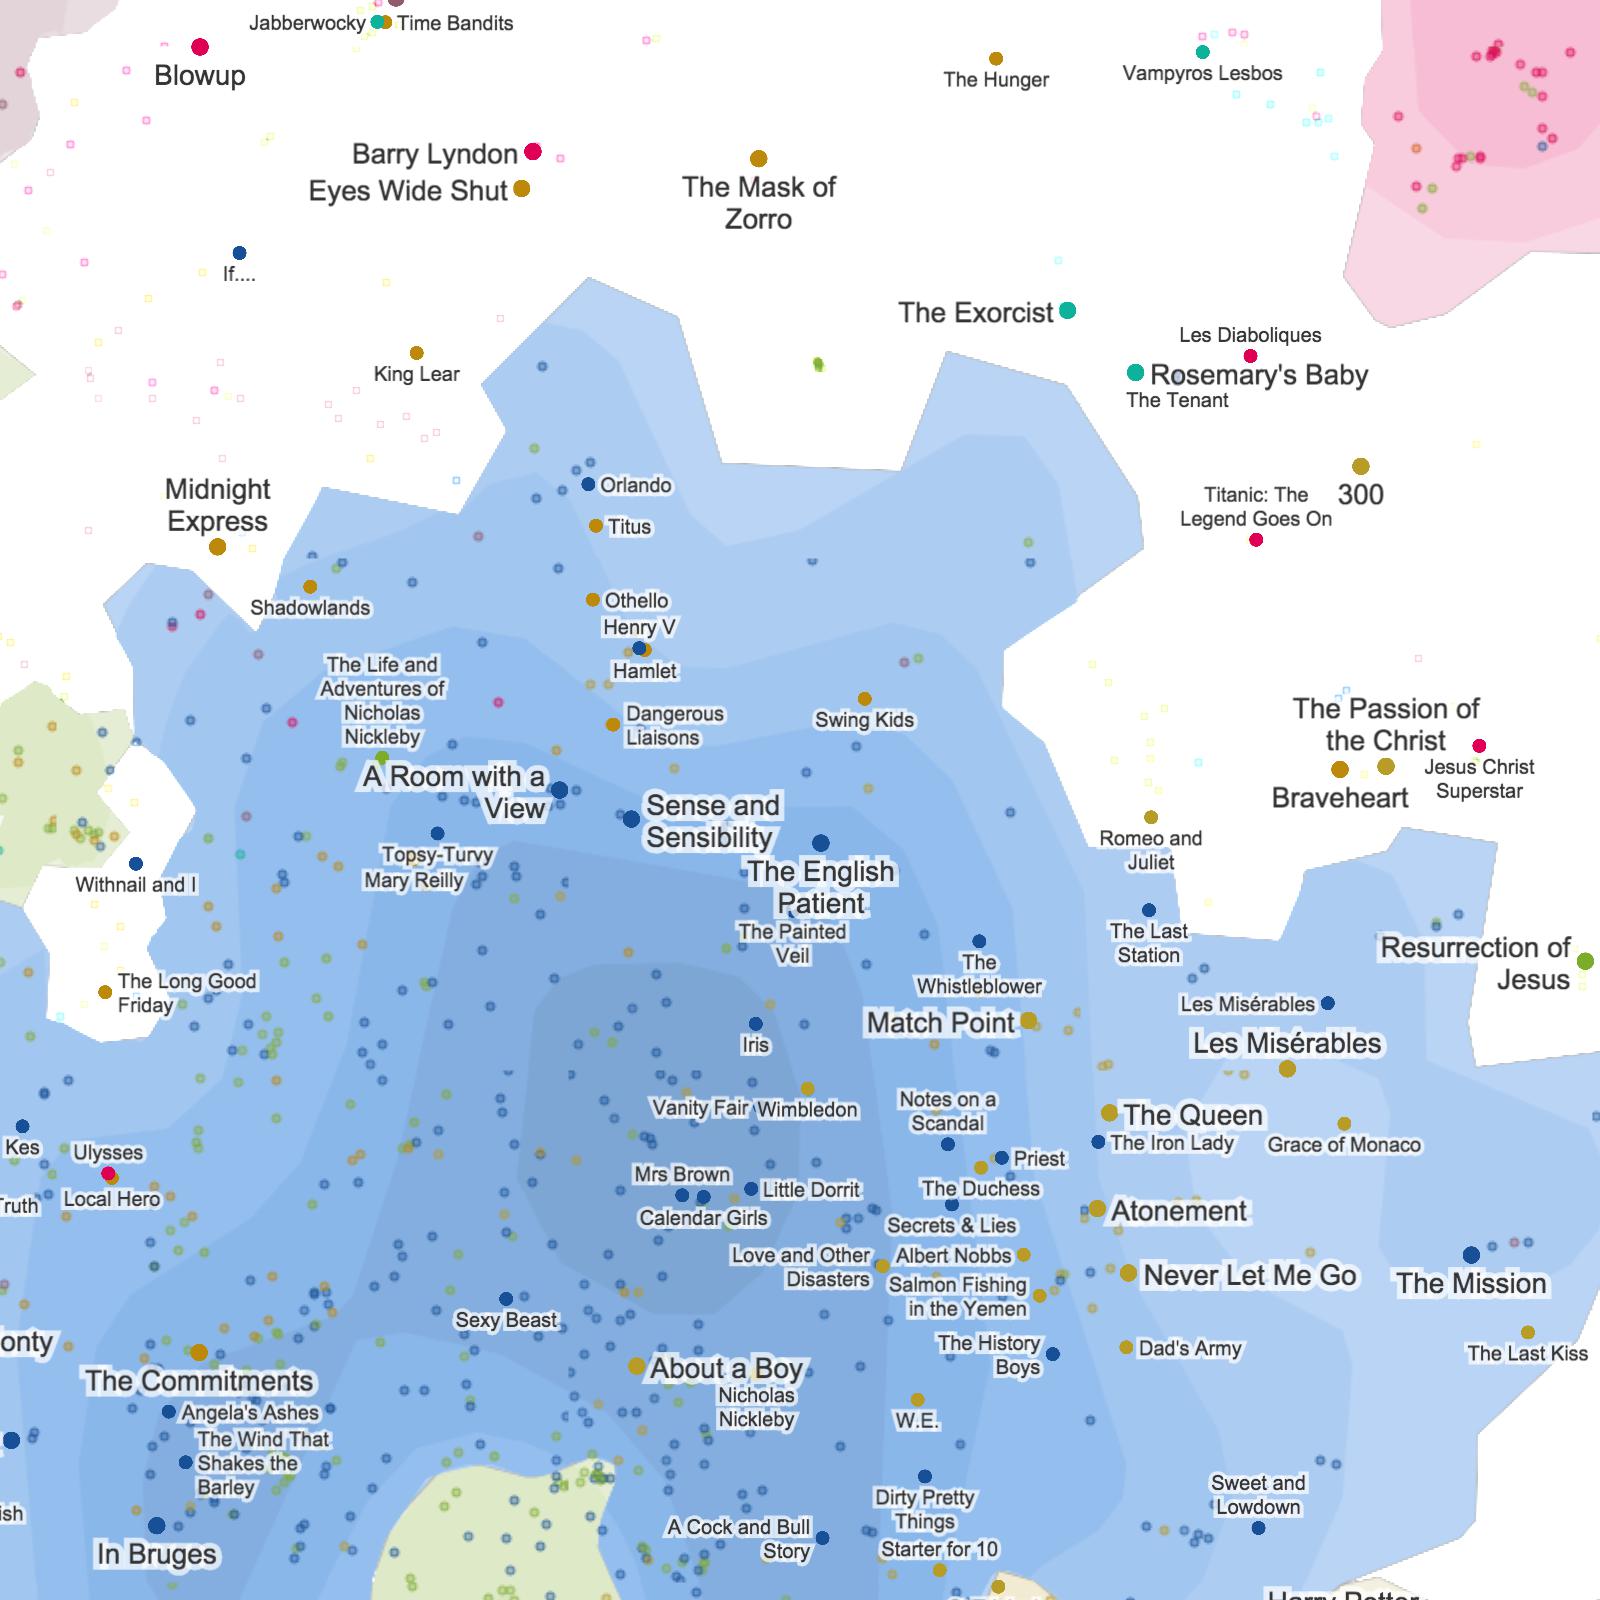 Jabberwocky
Time Bandits
Blowup
The Hunger
Vampyros Lesbos
Barry Lyndon
Eyes Wide Shut
The Mask of
Zorro
If....
The Exorcist
Les Diaboliques
Rosemary's Baby
The Tenant
King Lear
Midnight
Express
Orlando
Titus
Titanic: The
Legend Goes On
300
Shadowlands
Othello
Henry V
Hamlet
The Life and
Adventures of
Nicholas
Nickleby
Dangerous
Liaisons
Swing Kids
The Passion of
the Christ
Braveheart
Jesus Christ
Superstar
A Room with a
View
Sense and
Sensibility
Topsy-Turvy
Mary Reilly
The English
Patient
The Painted
Veil
Romeo and
Juliet
Withnail and I
The Last
Station
The Whistleblower
Resurrection of
Jesus
The Long Good
Friday
Les Misérables
Match Point
Iris
Les Misérables
Vanity Fair
Wimbledon
Notes on a
Scandal
The Queen
The Iron Lady
Grace of Monaco
Kes
Ulysses
Local Hero
Truth
Mrs Brown
Little Dorrit
Calendar Girls
Priest
The Duchess
Secrets & Lies
Atonement
Love and Other
Disasters
Albert Nobbs
Salmon Fishing
in the Yemen
Never Let Me Go
The Mission
Sexy Beast
The History
Boys
Dad's Army
The Last Kiss
onty
The Commitments
About a Boy
Nicholas
Nickleby
W.E.
Angela's Ashes
The Wind That
Shakes the
Barley
ish
In Bruges
A Cock and Bull
Story
Dirty Pretty
Things
Starter for 10
Sweet and
Lowdown
Harry Potter